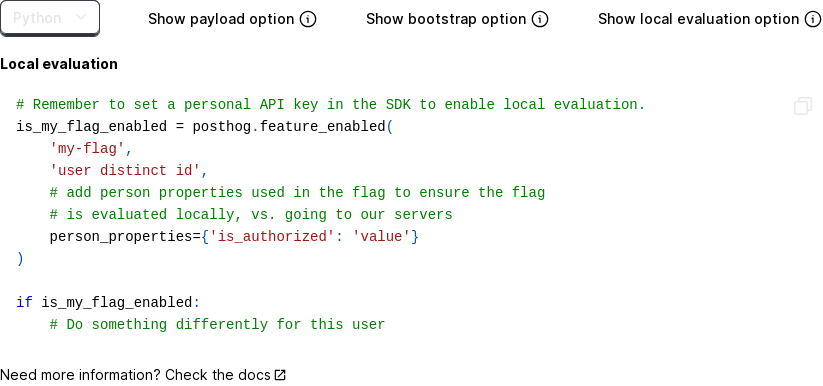 Python
Show payload option
Show bootstrap option
Show local evaluation option
Local evaluation
# Remember to set a personal API key in the SDK to enable local evaluation.
is_my_flag_enabled = posthog.feature_enabled(
    'my-flag',
    'user distinct id',
    # add person properties used in the flag to ensure the flag
    # is evaluated locally, vs. going to our servers
    person_properties={'is_authorized': 'value'}
)
if is_my_flag_enabled:
    # Do something differently for this user
Need more information? Check the docs